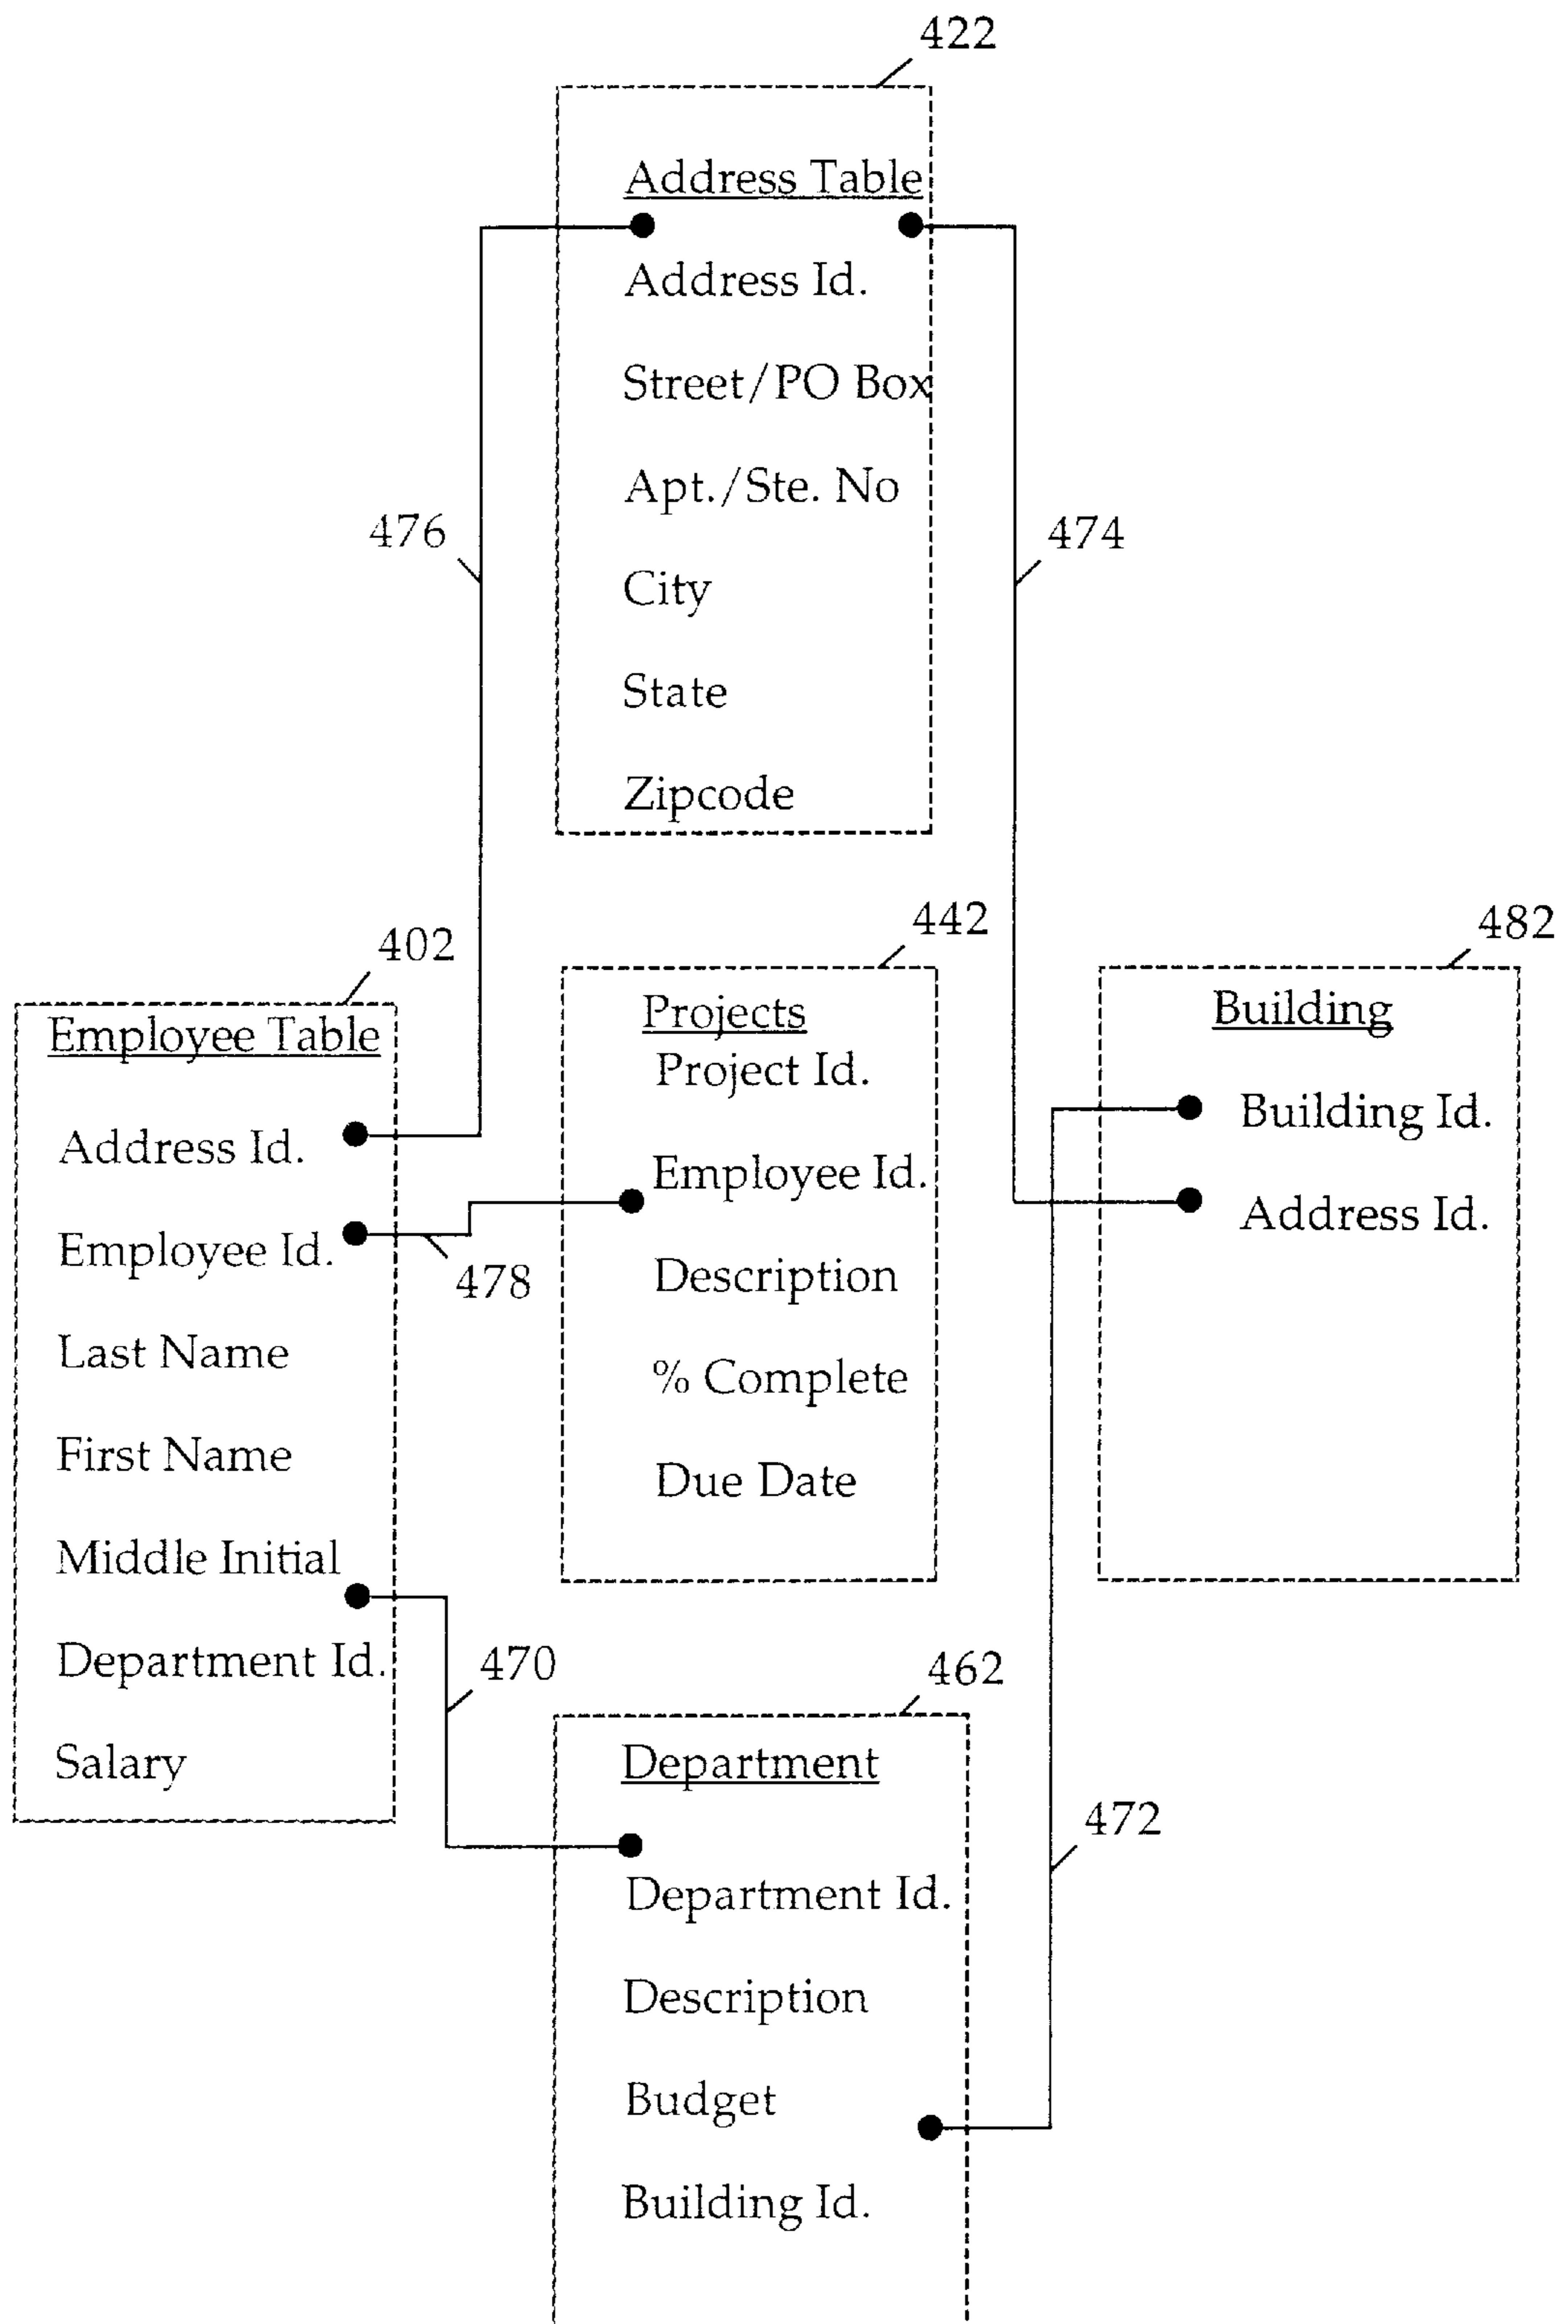 422
Address Table
Address Id.
Street/PO Box
Apt./Ste. No
City
State
Zipcode
476
474
402
Employee Table
Address Id.
Employee Id.
Last Name
First Name
Middle Initial
Department Id.
Salary
478
442
Projects
Project Id.
Employee Id.
Description
% Complete
Due Date
482
Building
Building Id.
Address Id.
470
462
Department
Department Id.
Description
Budget
Building Id.
472